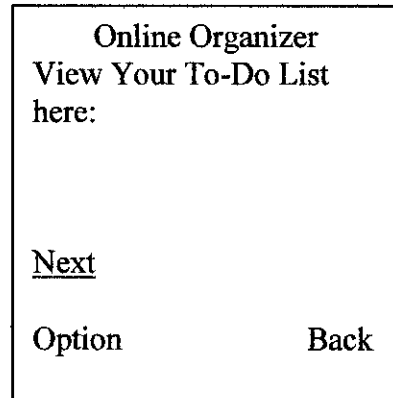 Online Organizer
View Your To-Do List
here:
Next
Option Back